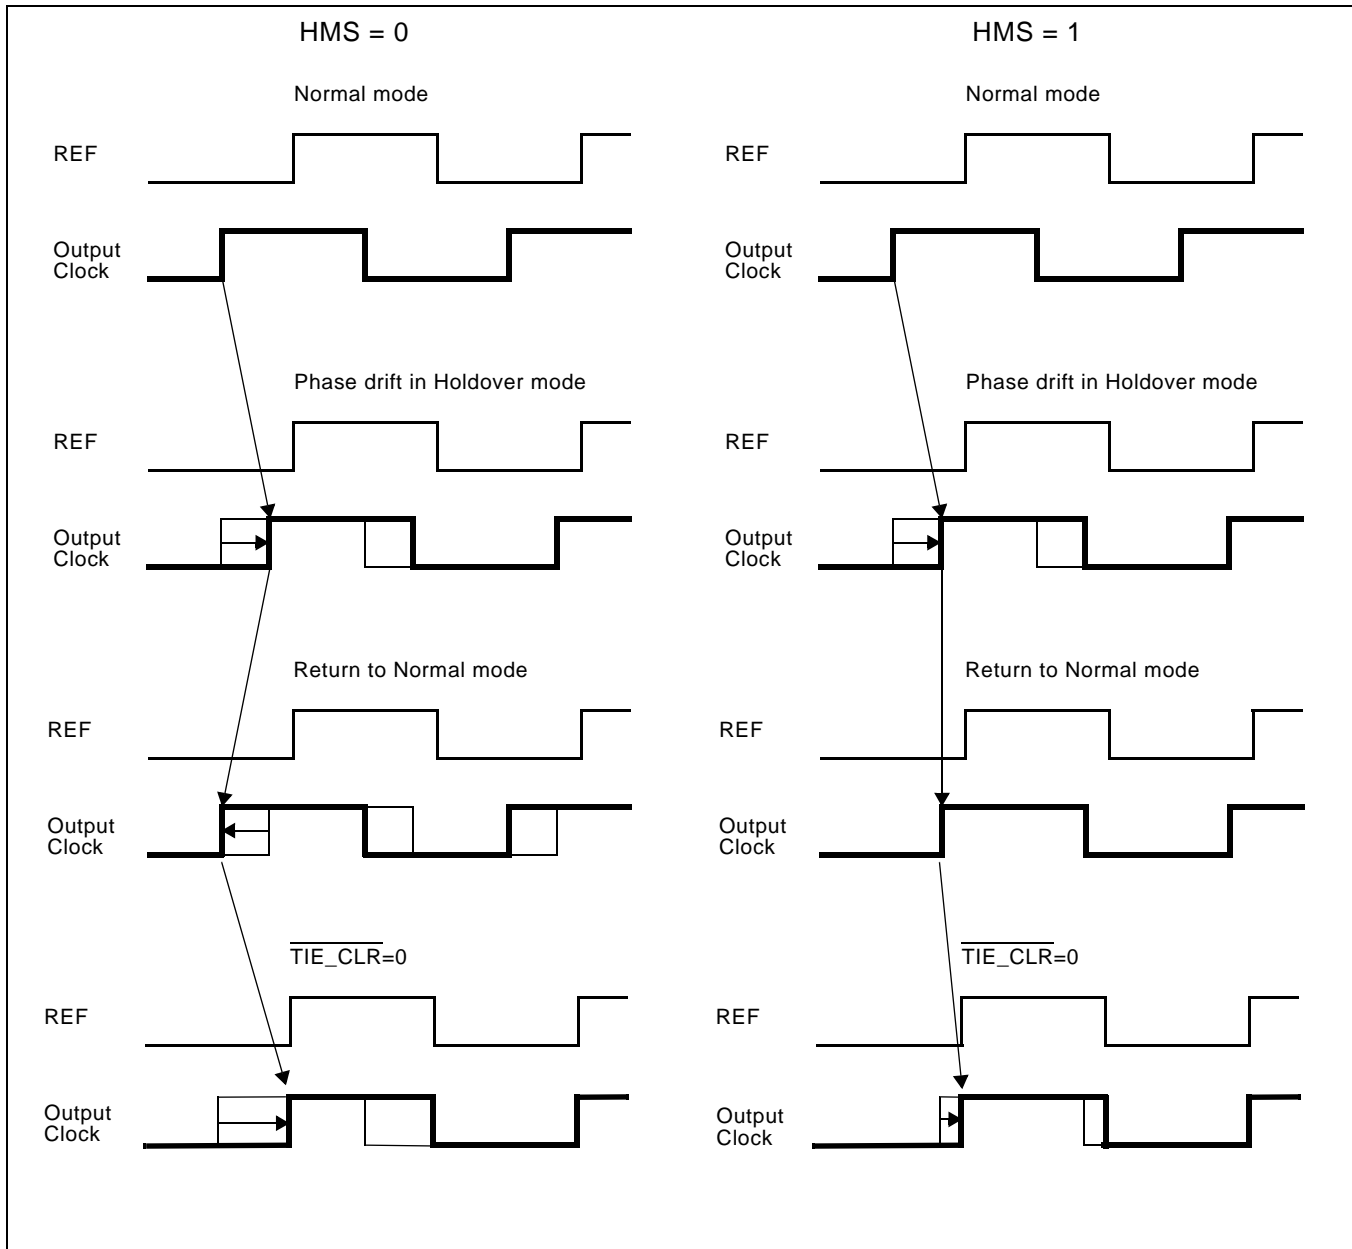 HMS = 0
Normal mode
REF
Output
Clock
Phase drift in Holdover mode
REF
Output
Clock
Return to Normal mode
REF
Output
Clock
TIE_CLR=0
REF
Output
Clock
HMS = 1
Normal mode
REF
Output
Clock
Phase drift in Holdover mode
REF
Output
Clock
Return to Normal mode
REF
Output
Clock
TIE_CLR=0
REF
Output
Clock